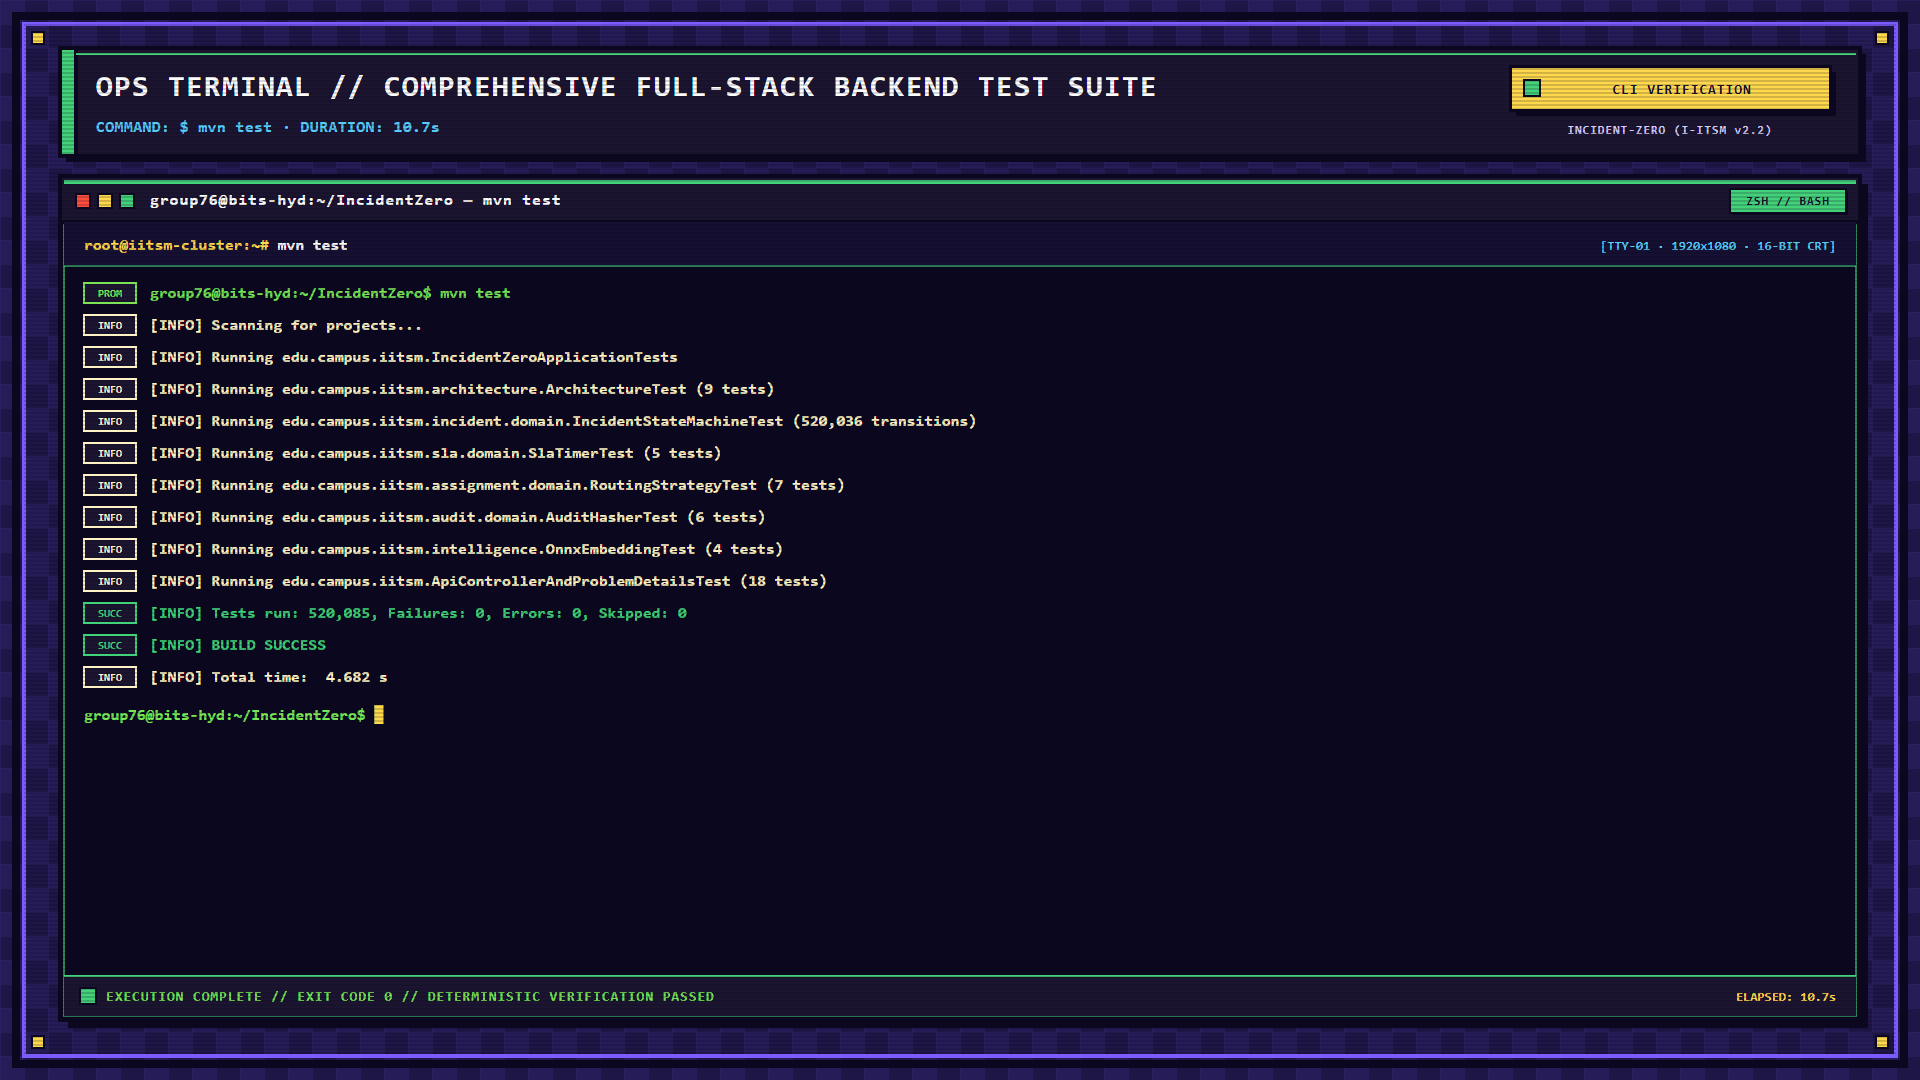 OPS TERMINAL // COMPREHENSIVE FULL-STACK BACKEND TEST SUITE
COMMAND: $ mvn test · DURATION: 10.7s
CLI VERIFICATION
INCIDENT-ZERO (I-ITSM v2.2)
group76@bits-hyd:~/IncidentZero — mvn test
ZSH // BASH
root@iitsm-cluster:~# mvn test
[TTY-01 · 1920x1080 · 16-BIT CRT]
PROM group76@bits-hyd:~/IncidentZero$ mvn test
INFO [INFO] Scanning for projects...
INFO [INFO] Running edu.campus.iitsm.IncidentZeroApplicationTests
INFO [INFO] Running edu.campus.iitsm.architecture.ArchitectureTest (9 tests)
INFO [INFO] Running edu.campus.iitsm.incident.domain.IncidentStateMachineTest (520,036 transitions)
INFO [INFO] Running edu.campus.iitsm.sla.domain.SlaTimerTest (5 tests)
INFO [INFO] Running edu.campus.iitsm.assignment.domain.RoutingStrategyTest (7 tests)
INFO [INFO] Running edu.campus.iitsm.audit.domain.AuditHasherTest (6 tests)
INFO [INFO] Running edu.campus.iitsm.intelligence.OnnxEmbeddingTest (4 tests)
INFO [INFO] Running edu.campus.iitsm.ApiControllerAndProblemDetailsTest (18 tests)
SUCC [INFO] Tests run: 520,085, Failures: 0, Errors: 0, Skipped: 0
SUCC [INFO] BUILD SUCCESS
INFO [INFO] Total time:  4.682 s
group76@bits-hyd:~/IncidentZero$
EXECUTION COMPLETE // EXIT CODE 0 // DETERMINISTIC VERIFICATION PASSED
ELAPSED: 10.7s